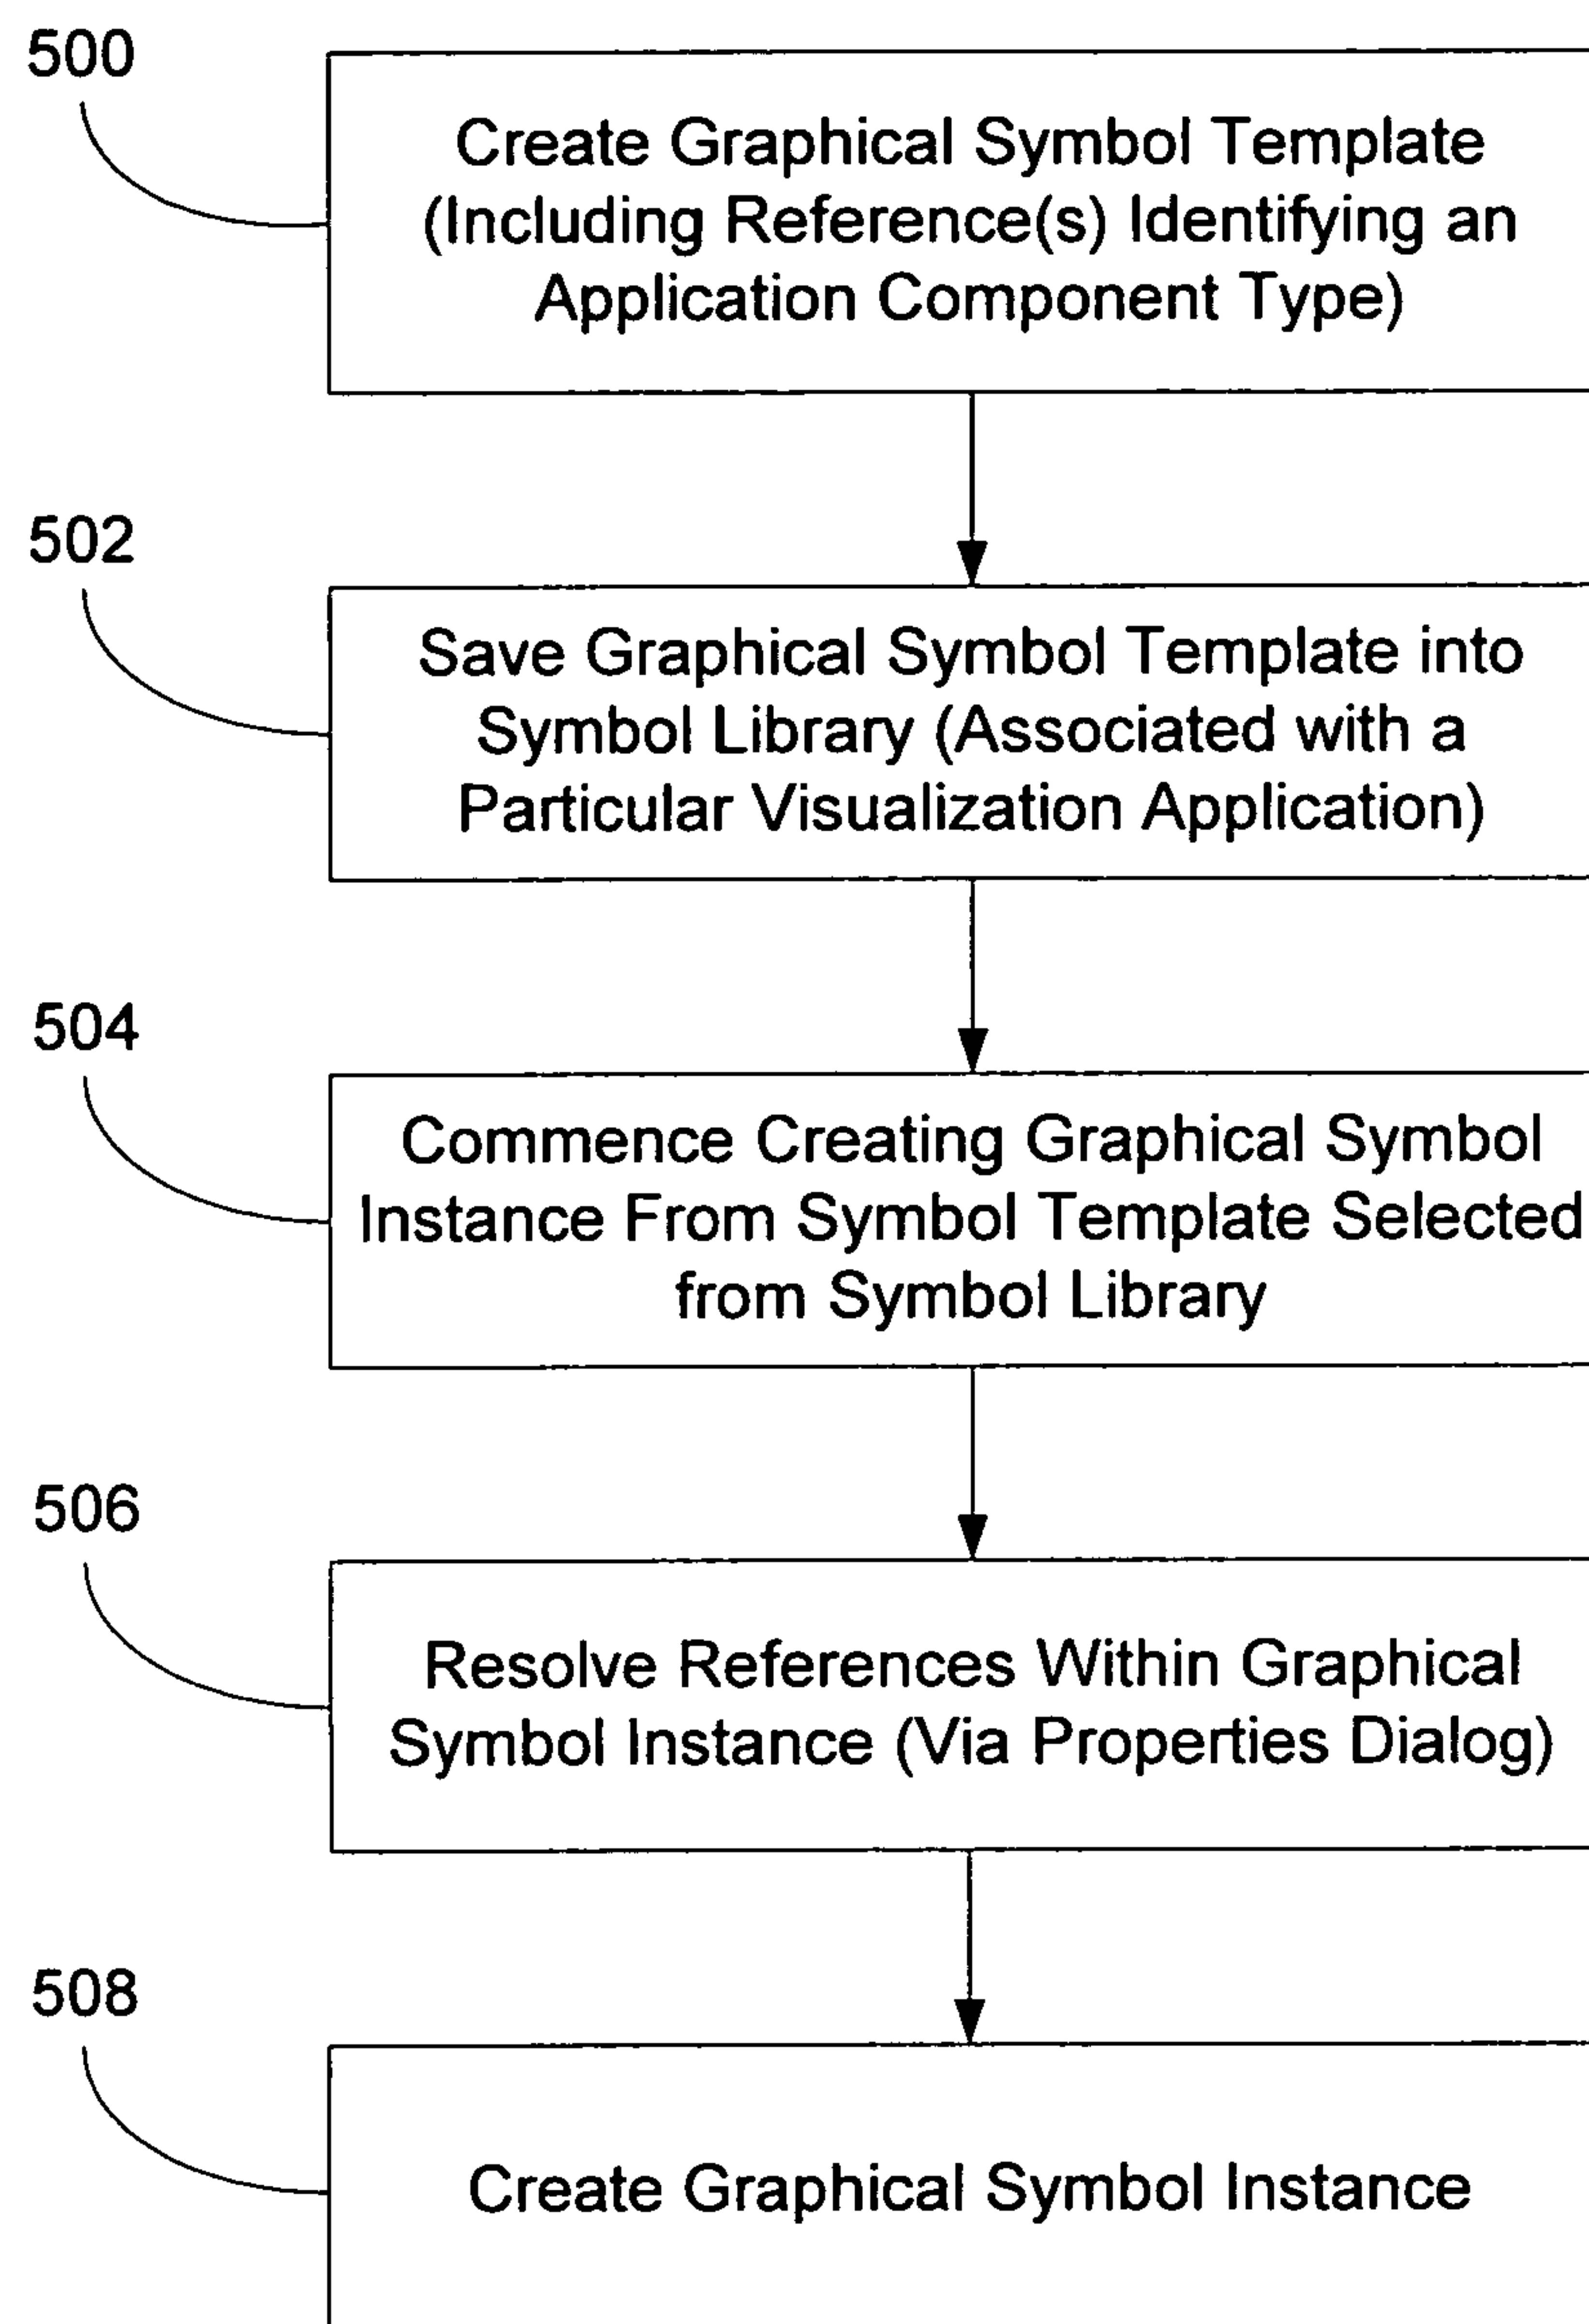 500
Create Graphical Symbol Template
(Including Reference(s) Identifying an
Application Component Type)
502
Save Graphical Symbol Template into
Symbol Library (Associated with a
Particular Visualization Application)
504
Commence Creating Graphical Symbol
Instance From Symbol Template Selected
from Symbol Library
506
Resolve References Within Graphical
Symbol Instance (Via Properties Dialog)
508
Create Graphical Symbol Instance